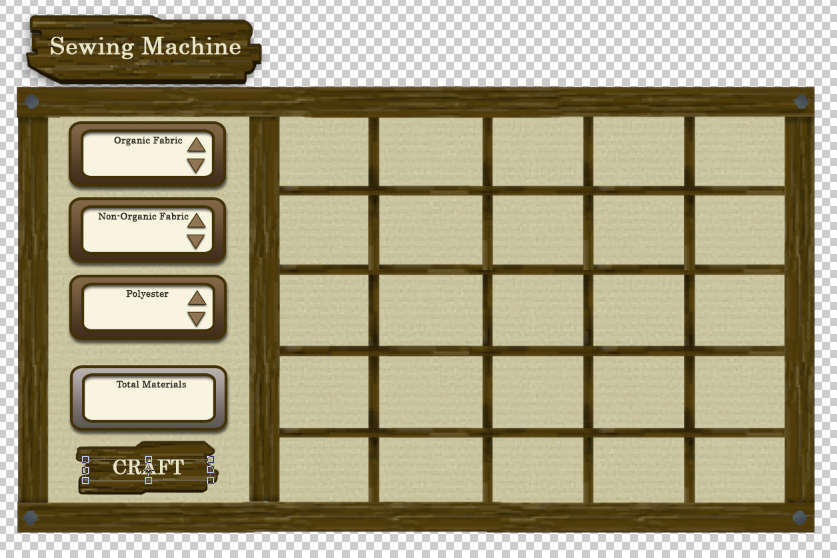 Sewing Machine
Organic Fabric
Non-Organic Fabric
Polyester
Total Materials
CRAFT